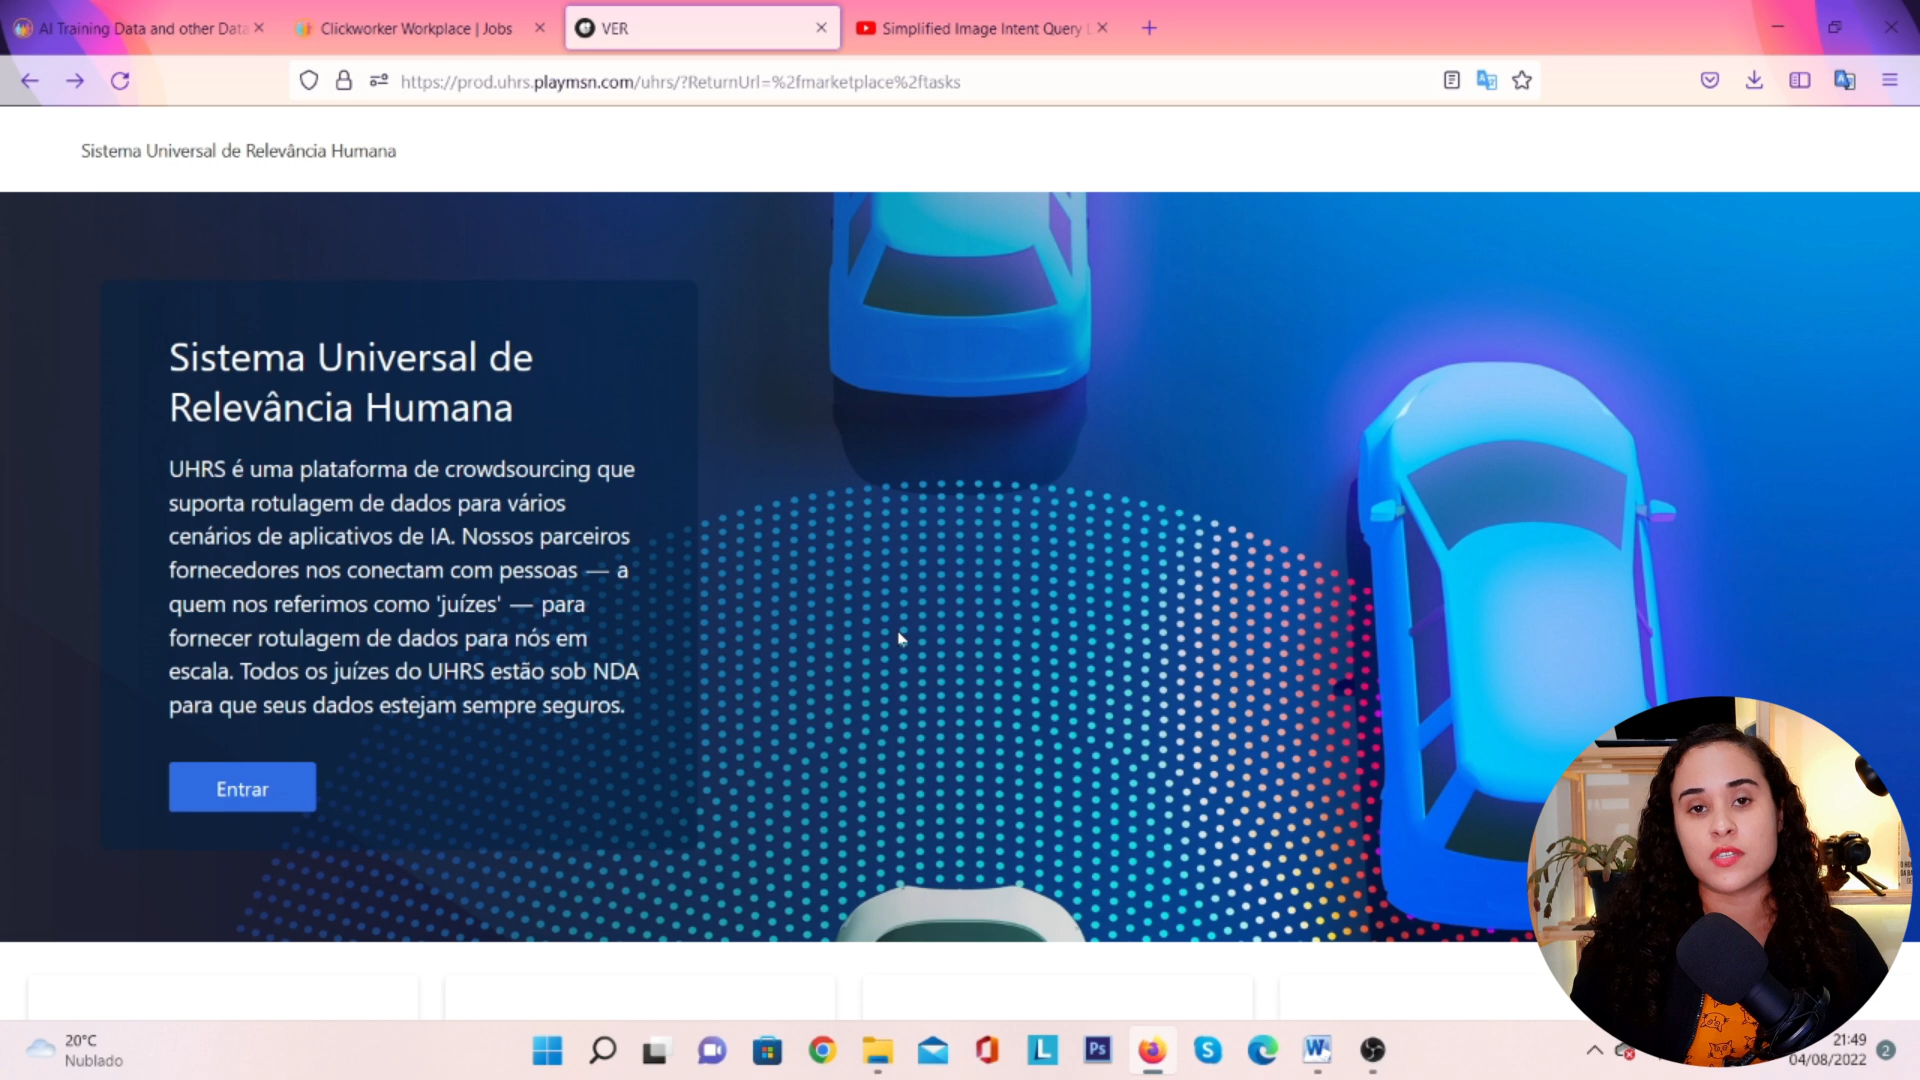 AI Training Data and other Data
Clickworker Workplace | Jobs
VER
Simplified Image Intent Query
https://prod.uhrs.playmsn.com/uhrs/?ReturnUrl=%2fmarketplace%2ftasks
Sistema Universal de Relevância Humana
Sistema Universal de
Relevância Humana
UHRS é uma plataforma de crowdsourcing que
suporta rotulagem de dados para vários
cenários de aplicativos de IA. Nossos parceiros
fornecedores nos conectam com pessoas — a
quem nos referimos como 'juízes' — para
fornecer rotulagem de dados para nós em
escala. Todos os juízes do UHRS estão sob NDA
para que seus dados estejam sempre seguros.
Entrar
20°C
Nublado
L
Ps
S
W
21:49
04/08/2022
2